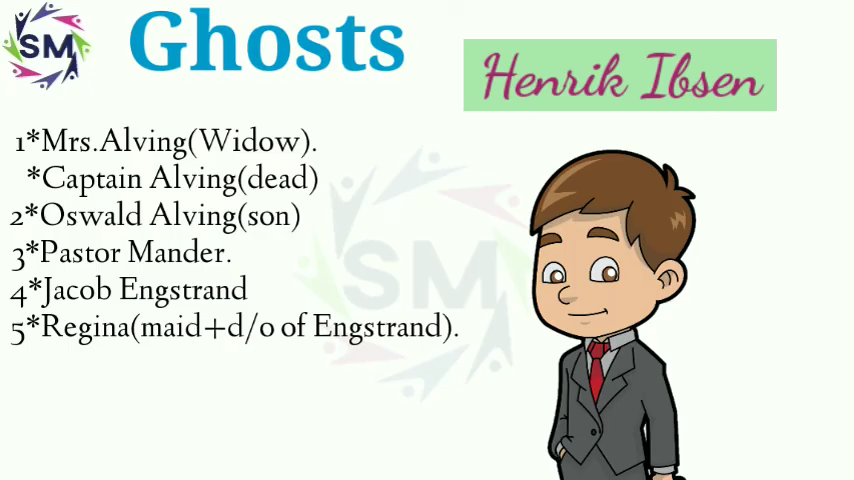 SM
Ghosts
Henrik Ibsen
1*Mrs.Alving(Widow).
*Captain Alving(dead)
2*Oswald Alving(son)
3*Pastor Mander.
4*Jacob Engstrand
5*Regina(maid+d/o of Engstrand).
SM